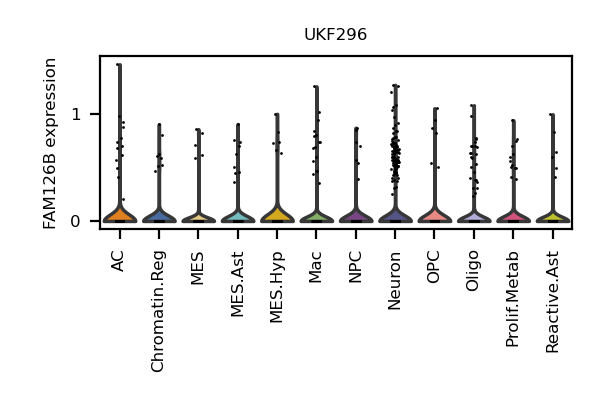 UKF296
FAM126B expression
1
0
AC
Chromatin.Reg
MES
MES.Ast
MES.Hyp
Mac
NPC
Neuron
OPC
Oligo
Prolif.Metab
Reactive.Ast